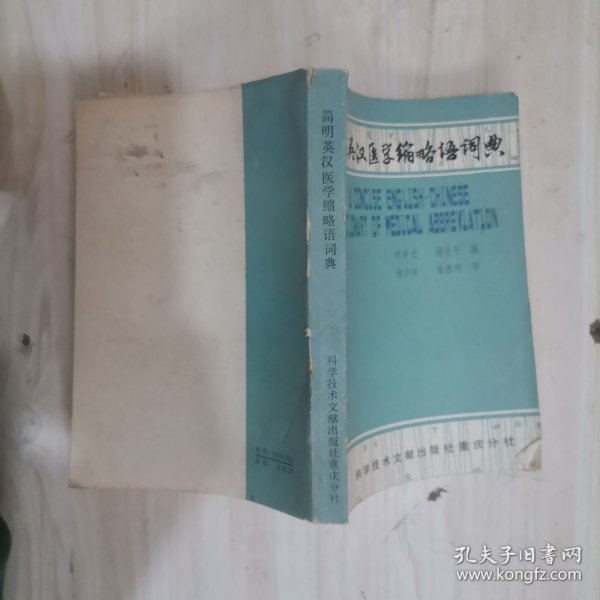 简明英汉医学缩略语词典
科学技术文献出版社重庆分社
英汉医学缩略语词典
A CONCISE ENGLISH-CHINESE
OF MEDICAL ABBREVIATION
编
科学技术文献出版社重庆分社
孔夫子旧书网
www.kongfz.com